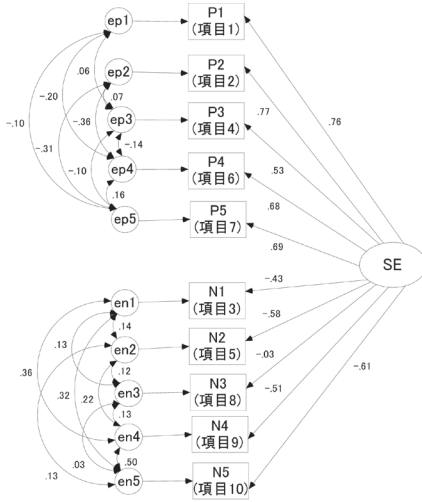 ep1
P1
(項目1)
.06
ep2
P2
(項目2)
-.20
.07
.77
.76
-.10
-.36
ep3
P3
(項目4)
-.31
-.14
.53
-.10
ep4
P4
(項目6)
.68
.16
ep5
P5
(項目7)
.69
SE
en1
N1
(項目3)
-.43
.14
.13
en2
N2
(項目5)
-.58
.36
.12
-.03
.32
.22
en3
N3
(項目8)
-.61
.13
-.51
en4
N4
(項目9)
.03
.50
.13
en5
N5
(項目10)